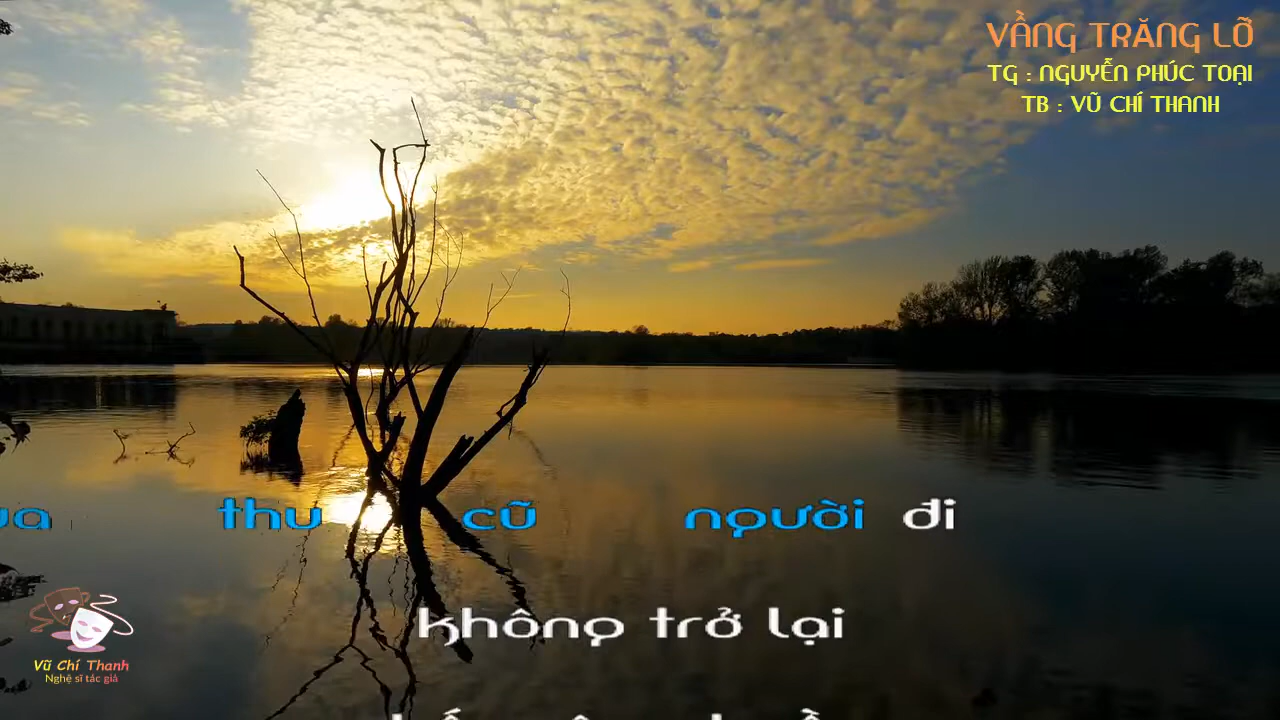 VẦNG TRĂNG LỠ
TG : NGUYỄN PHÚC TOẠI
TB : VŨ CHÍ THANH
thu cũ người đi
không trở lại
Vũ Chí Thanh
Nghệ sĩ tác giả